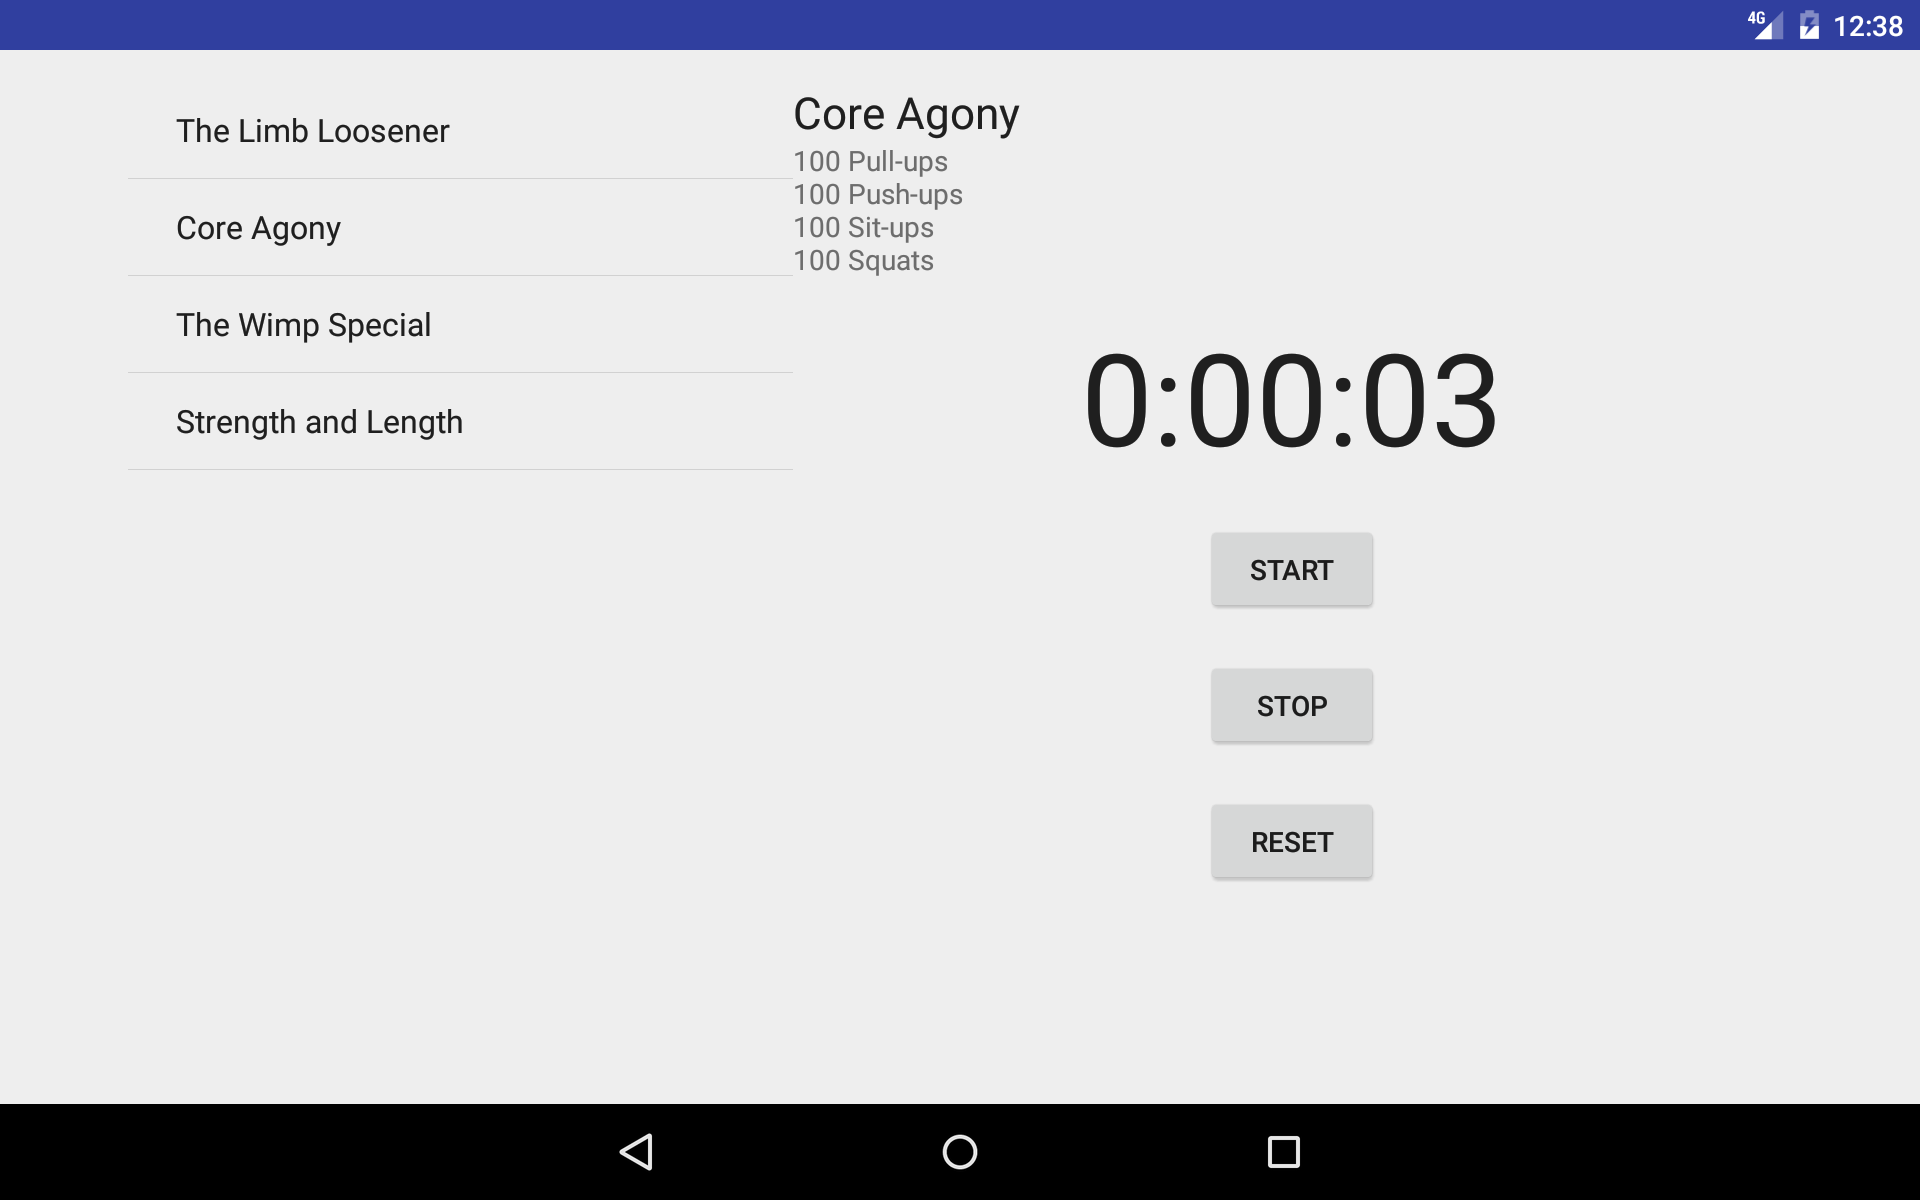 4G 12:38
The Limb Loosener
Core Agony
The Wimp Special
Strength and Length
Core Agony
100 Pull-ups
100 Push-ups
100 Sit-ups
100 Squats
0:00:03
START
STOP
RESET